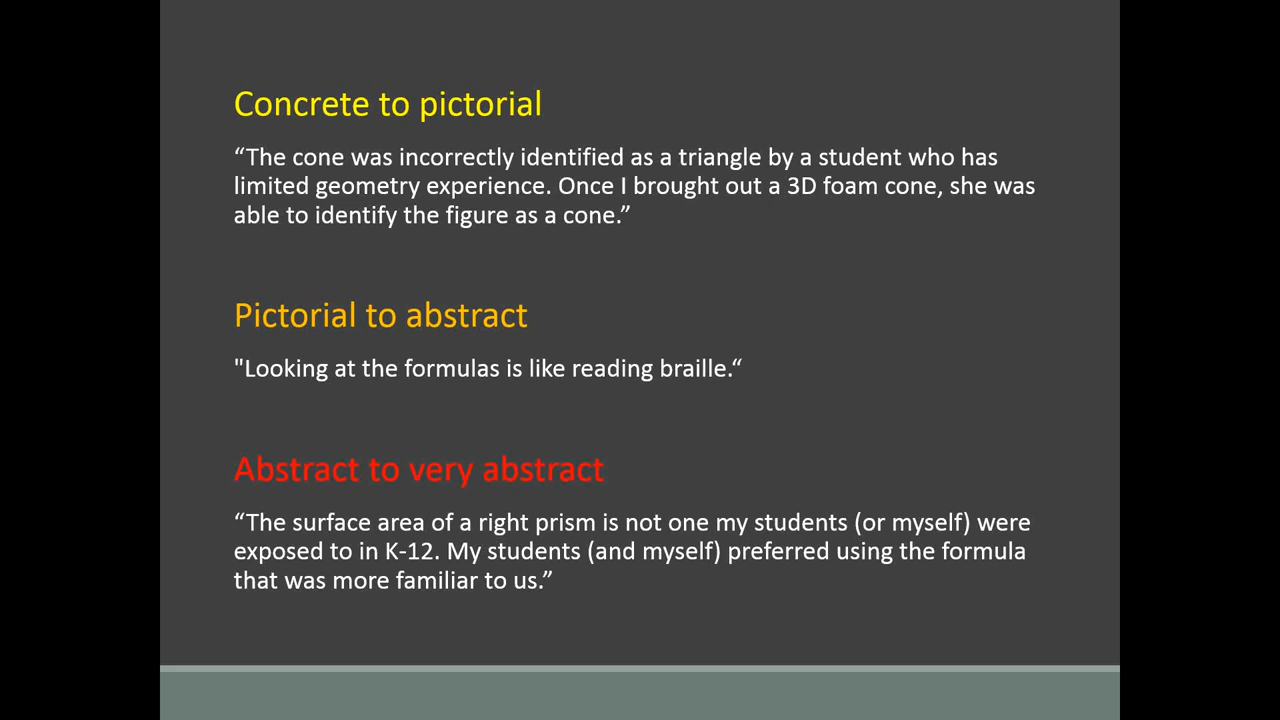 Concrete to pictorial
“The cone was incorrectly identified as a triangle by a student who has
limited geometry experience. Once I brought out a 3D foam cone, she was
able to identify the figure as a cone.”
Pictorial to abstract
"Looking at the formulas is like reading braille.“
Abstract to very abstract
“The surface area of a right prism is not one my students (or myself) were
exposed to in K-12. My students (and myself) preferred using the formula
that was more familiar to us.”